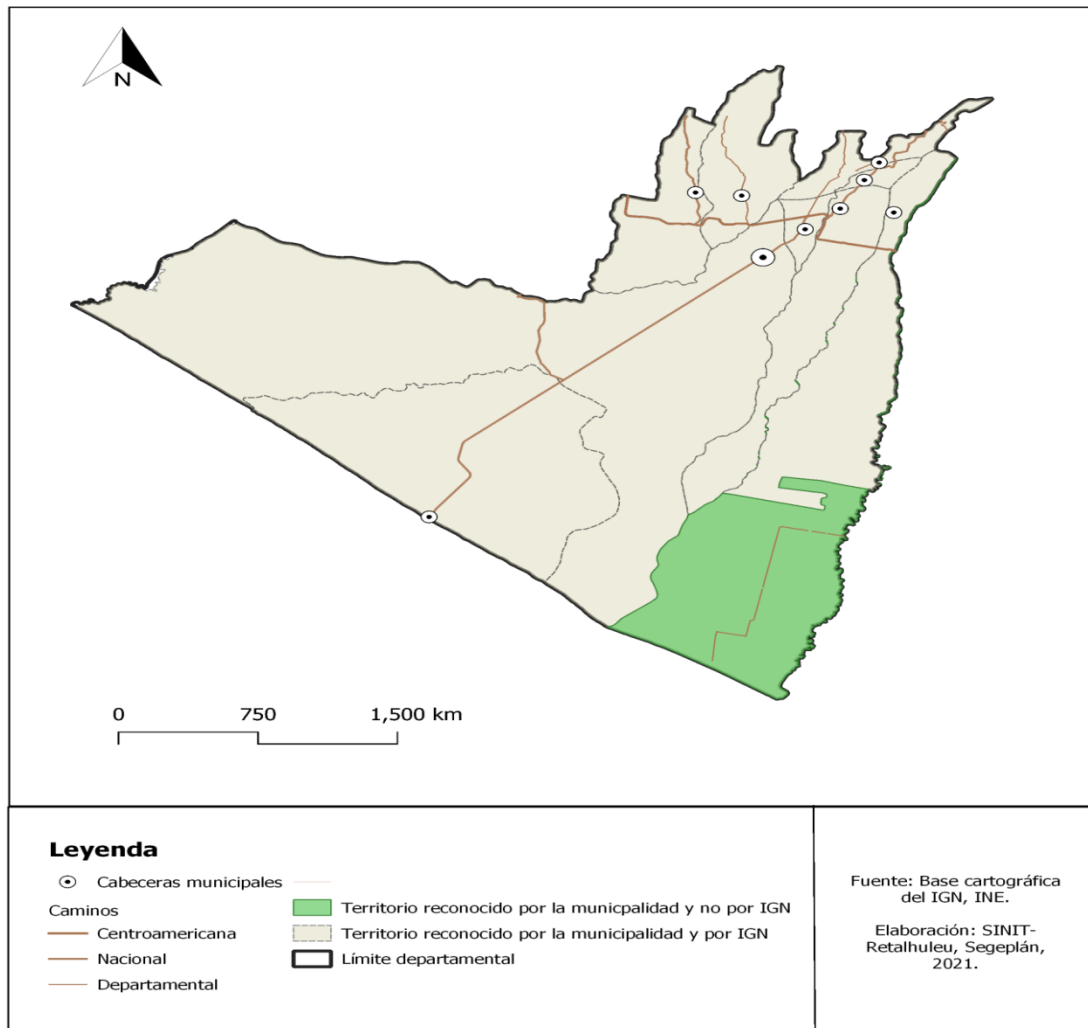 N
0 750 1,500 km
Leyenda
Cabeceras municipales
Caminos
Centroamericana
Nacional
Departamental
Territorio reconocido por la municpalidad y no por IGN
Territorio reconocido por la municipalidad y por IGN
Límite departamental
Fuente: Base cartográfica
del IGN, INE.
Elaboración: SINIT-
Retalhuleu, Segeplán,
2021.